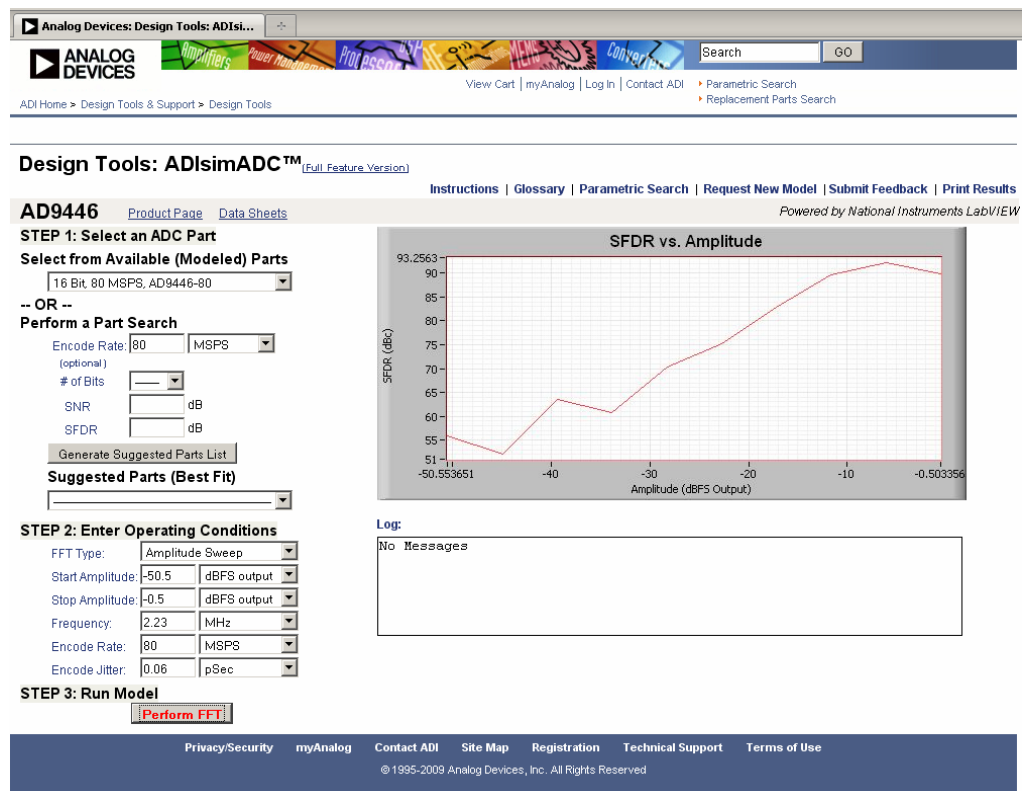 Analog Devices: Design Tools: ADIsi...
ANALOG DEVICES
Amplifiers Power Management Processors DSP MEMS Converters
Search GO
View Cart | myAnalog | Log In | Contact ADI
Parametric Search
Replacement Parts Search
ADI Home > Design Tools & Support > Design Tools
Design Tools: ADIsimADC™ (Full Feature Version)
Instructions | Glossary | Parametric Search | Request New Model | Submit Feedback | Print Results
AD9446 Product Page Data Sheets
Powered by National Instruments LabVIEW
STEP 1: Select an ADC Part
Select from Available (Modeled) Parts
16 Bit, 80 MSPS, AD9446-80
-- OR --
Perform a Part Search
Encode Rate: 80 MSPS
(optional)
# of Bits
SNR dB
SFDR dB
Generate Suggested Parts List
Suggested Parts (Best Fit)
STEP 2: Enter Operating Conditions
FFT Type: Amplitude Sweep
Start Amplitude: -50.5 dBFS output
Stop Amplitude: -0.5 dBFS output
Frequency: 2.23 MHz
Encode Rate: 80 MSPS
Encode Jitter: 0.06 pSec
STEP 3: Run Model
Perform FFT
SFDR vs. Amplitude
SFDR (dBc)
93.2563
90
85
80
75
70
65
60
55
51
-50.553651 -40 -30 -20 -10 -0.503356
Amplitude (dBFS Output)
Log:
No Messages
Privacy/Security myAnalog Contact ADI Site Map Registration Technical Support Terms of Use
© 1995-2009 Analog Devices, Inc. All Rights Reserved